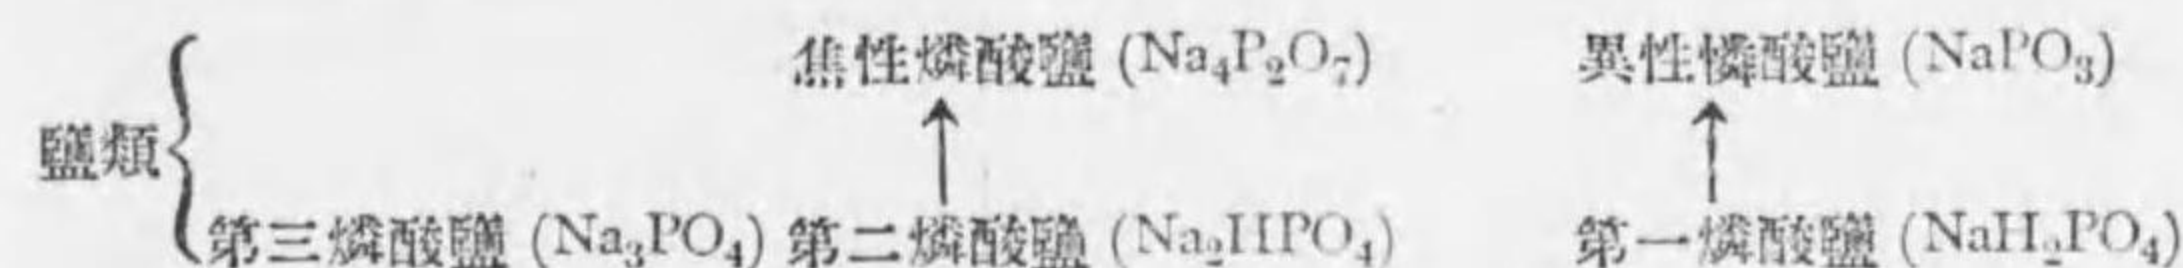 焦性燐酸鹽 (Na₄P₂O₇) 異性憐酸鹽 (NaPO₃)
鹽類
第三燐酸鹽 (Na₃PO₄) 第二燐酸鹽 (Na₂HPO₄) 第一燐酸鹽 (NaH₂PO₄)